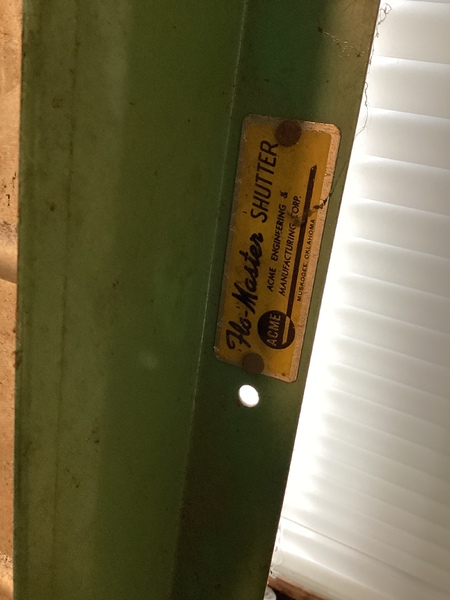 Flo-Master SHUTTER
ACME ENGINEERING &
MANUFACTURING CORP.
MUSKOGEE, OKLAHOMA
ACME